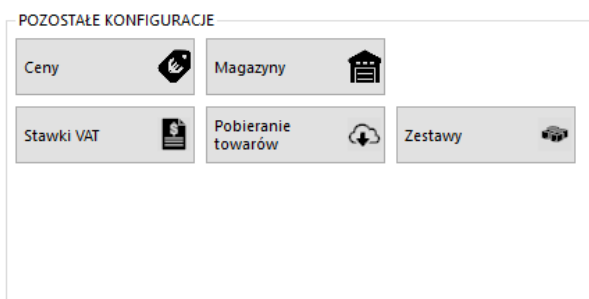 POZOSTAŁE KONFIGURACJE
Ceny
Magazyny
Stawki VAT
Pobieranie
towarów
Zestawy